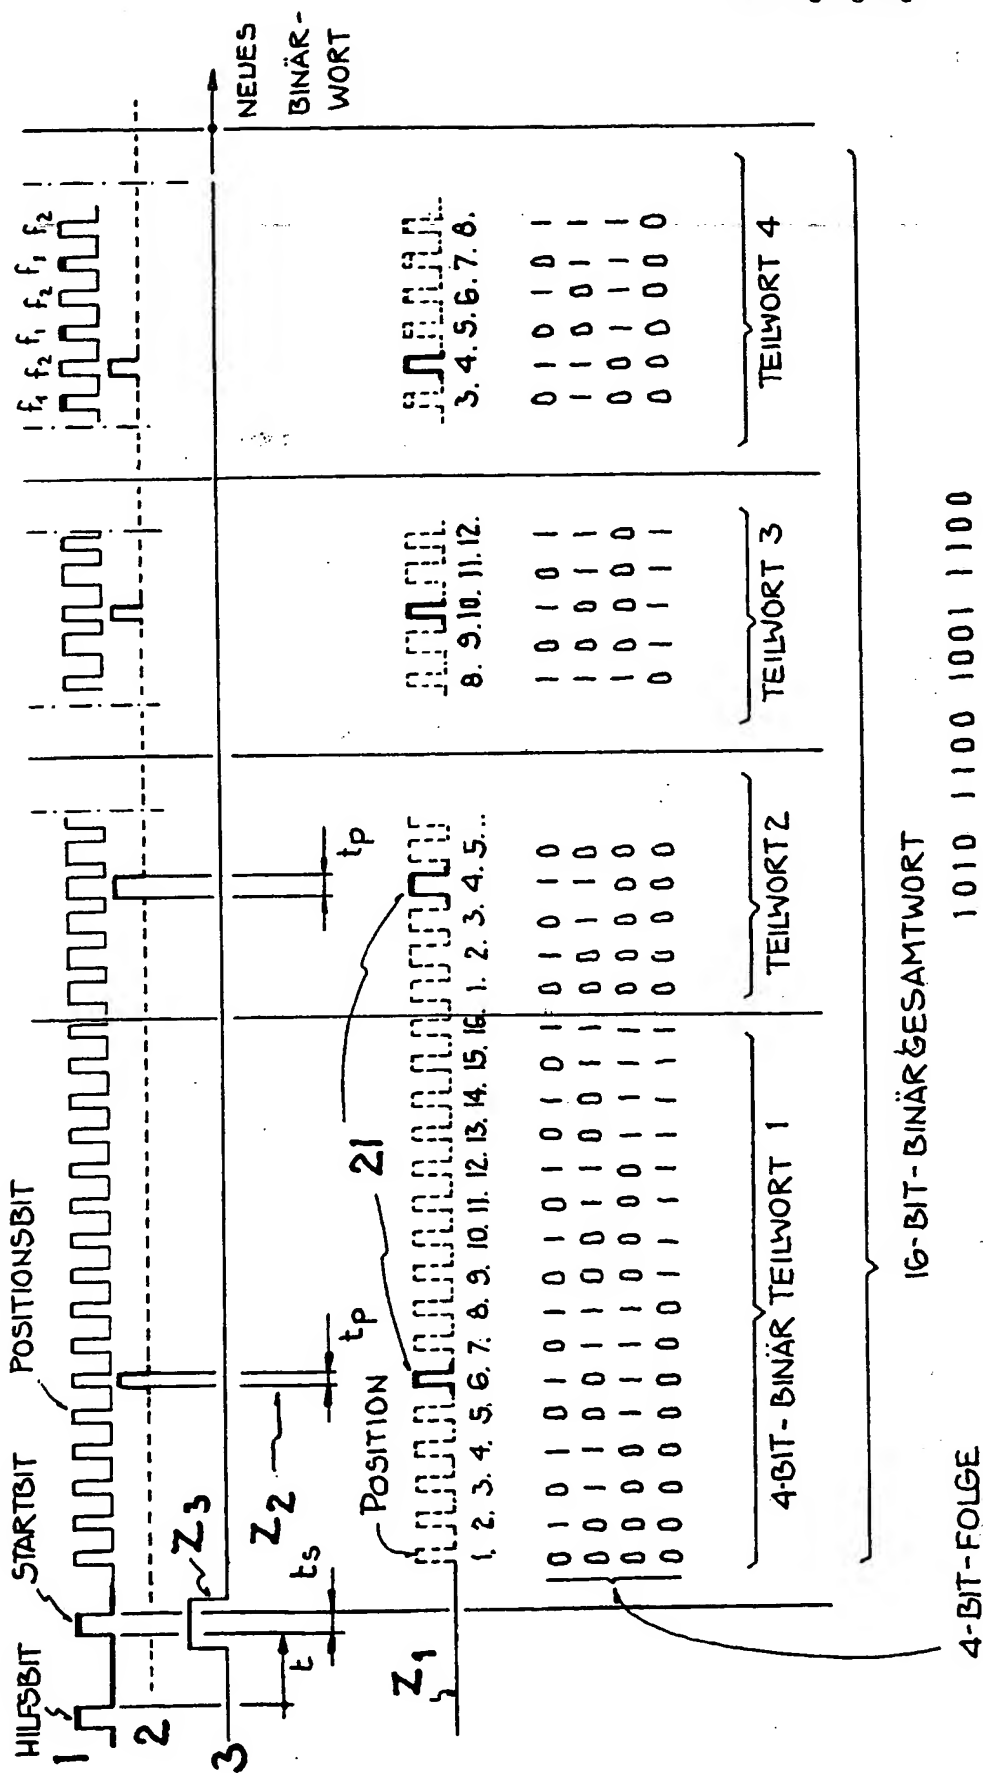 HILFSBIT
STARTBIT
POSITIONSBIT
f₁ f₂ f₁ f₂ f₁ f₂
1
2
3
Z3
NEUES
BINÄR-
WORT
t
ts
Z2
tp
tp
21
Z1
POSITION
1. 2. 3. 4. 5. 6. 7. 8. 9. 10. 11. 12. 13. 14. 15. 16. 1. 2. 3. 4. 5... 8. 9. 10. 11. 12. 3. 4. 5. 6. 7. 8.
0 1 0 1 0 1 0 1 0 1 0 1 0 1 0 1 0 1 0 1 0 1 0 1 0 1 0 1 0 1 0 1
0 0 1 1 0 0 1 1 0 0 1 1 0 0 1 1 0 0 1 1 0 1 0 0 1 1 1 1 0 0 1 1
0 0 0 0 1 1 1 1 0 0 0 0 1 1 1 1 0 0 0 0 0 1 0 0 0 0 0 0 1 1 1 1
0 0 0 0 0 0 0 0 1 1 1 1 1 1 1 1 0 0 0 0 0 0 1 1 1 1 0 0 0 0 0 0
4-BIT-BINÄR TEILWORT 1 TEILWORT 2 TEILWORT 3 TEILWORT 4
16-BIT-BINÄRGESAMTWORT
4-BIT-FOLGE 1010 1100 1001 1100